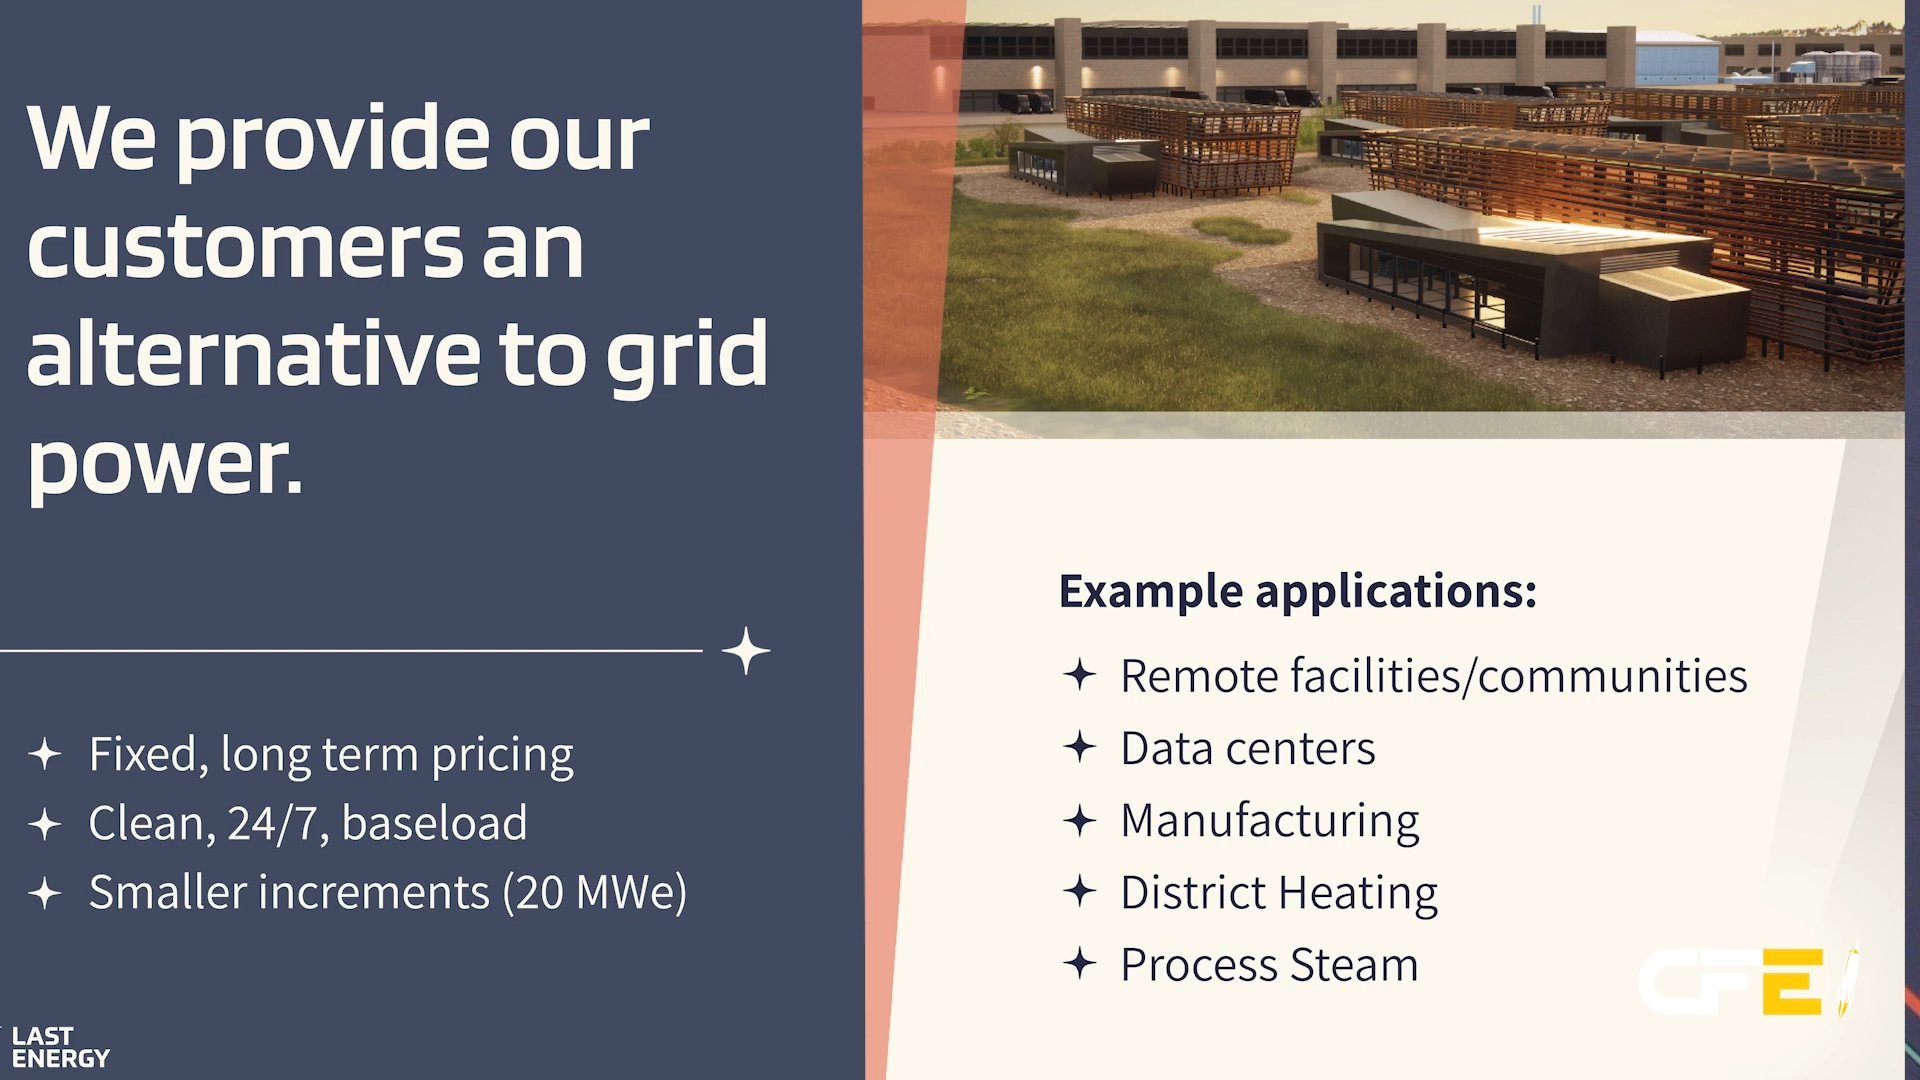 We provide our
customers an
alternative to grid
power.
Fixed, long term pricing
Clean, 24/7, baseload
Smaller increments (20 MWe)
LAST
ENERGY
Example applications:
Remote facilities/communities
Data centers
Manufacturing
District Heating
Process Steam
CFE